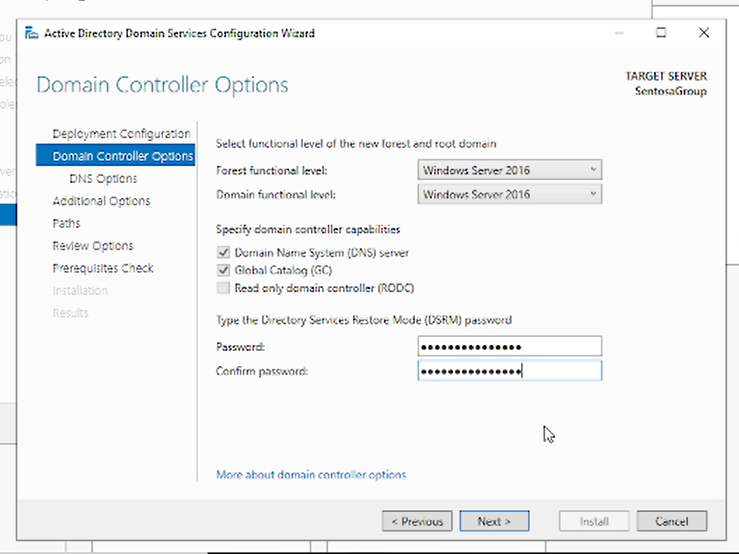 Active Directory Domain Services Configuration Wizard
Domain Controller Options
TARGET SERVER
SentosaGroup
Deployment Configuration
Domain Controller Options
DNS Options
Additional Options
Paths
Review Options
Prerequisites Check
Installation
Results
Select functional level of the new forest and root domain
Forest functional level: Windows Server 2016
Domain functional level: Windows Server 2016
Specify domain controller capabilities
Domain Name System (DNS) server
Global Catalog (GC)
Read only domain controller (RODC)
Type the Directory Services Restore Mode (DSRM) password
Password: •••••••••••••••
Confirm password: •••••••••••••••
More about domain controller options
< Previous Next > Install Cancel